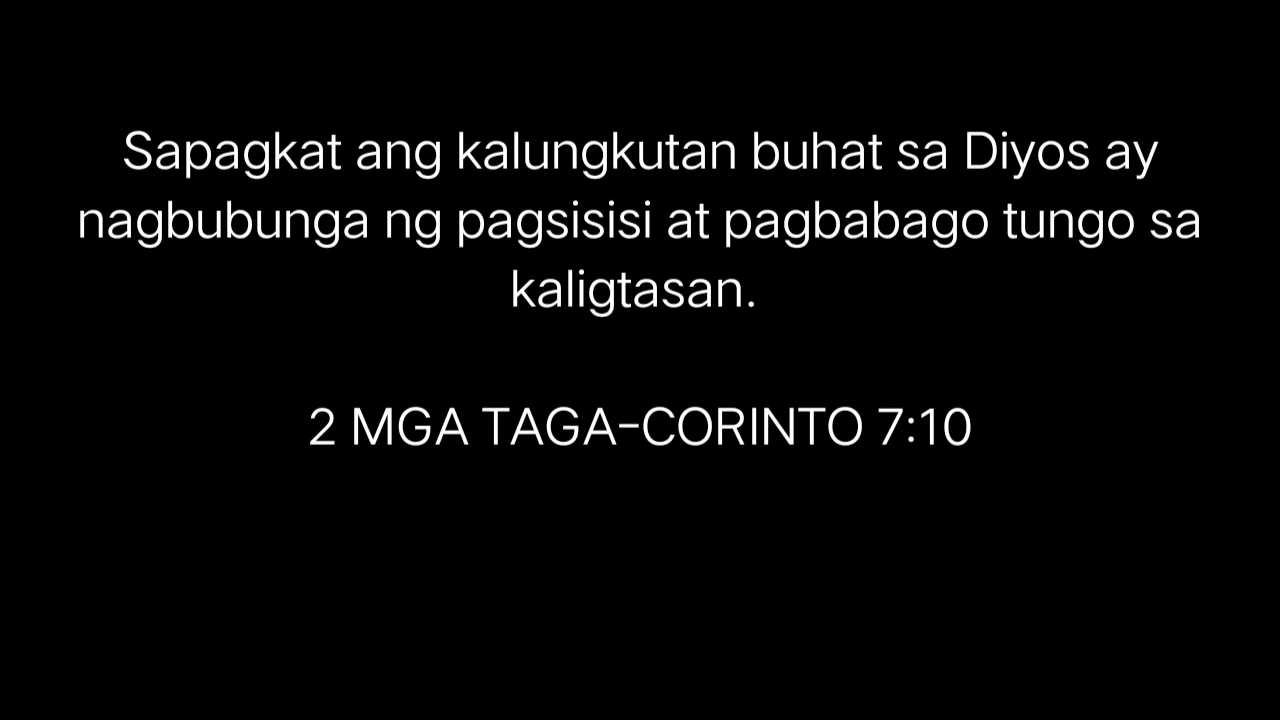 Sapagkat ang kalungkutan buhat sa Diyos ay
nagbubunga ng pagsisisi at pagbabago tungo sa
kaligtasan.
2 MGA TAGA-CORINTO 7:10